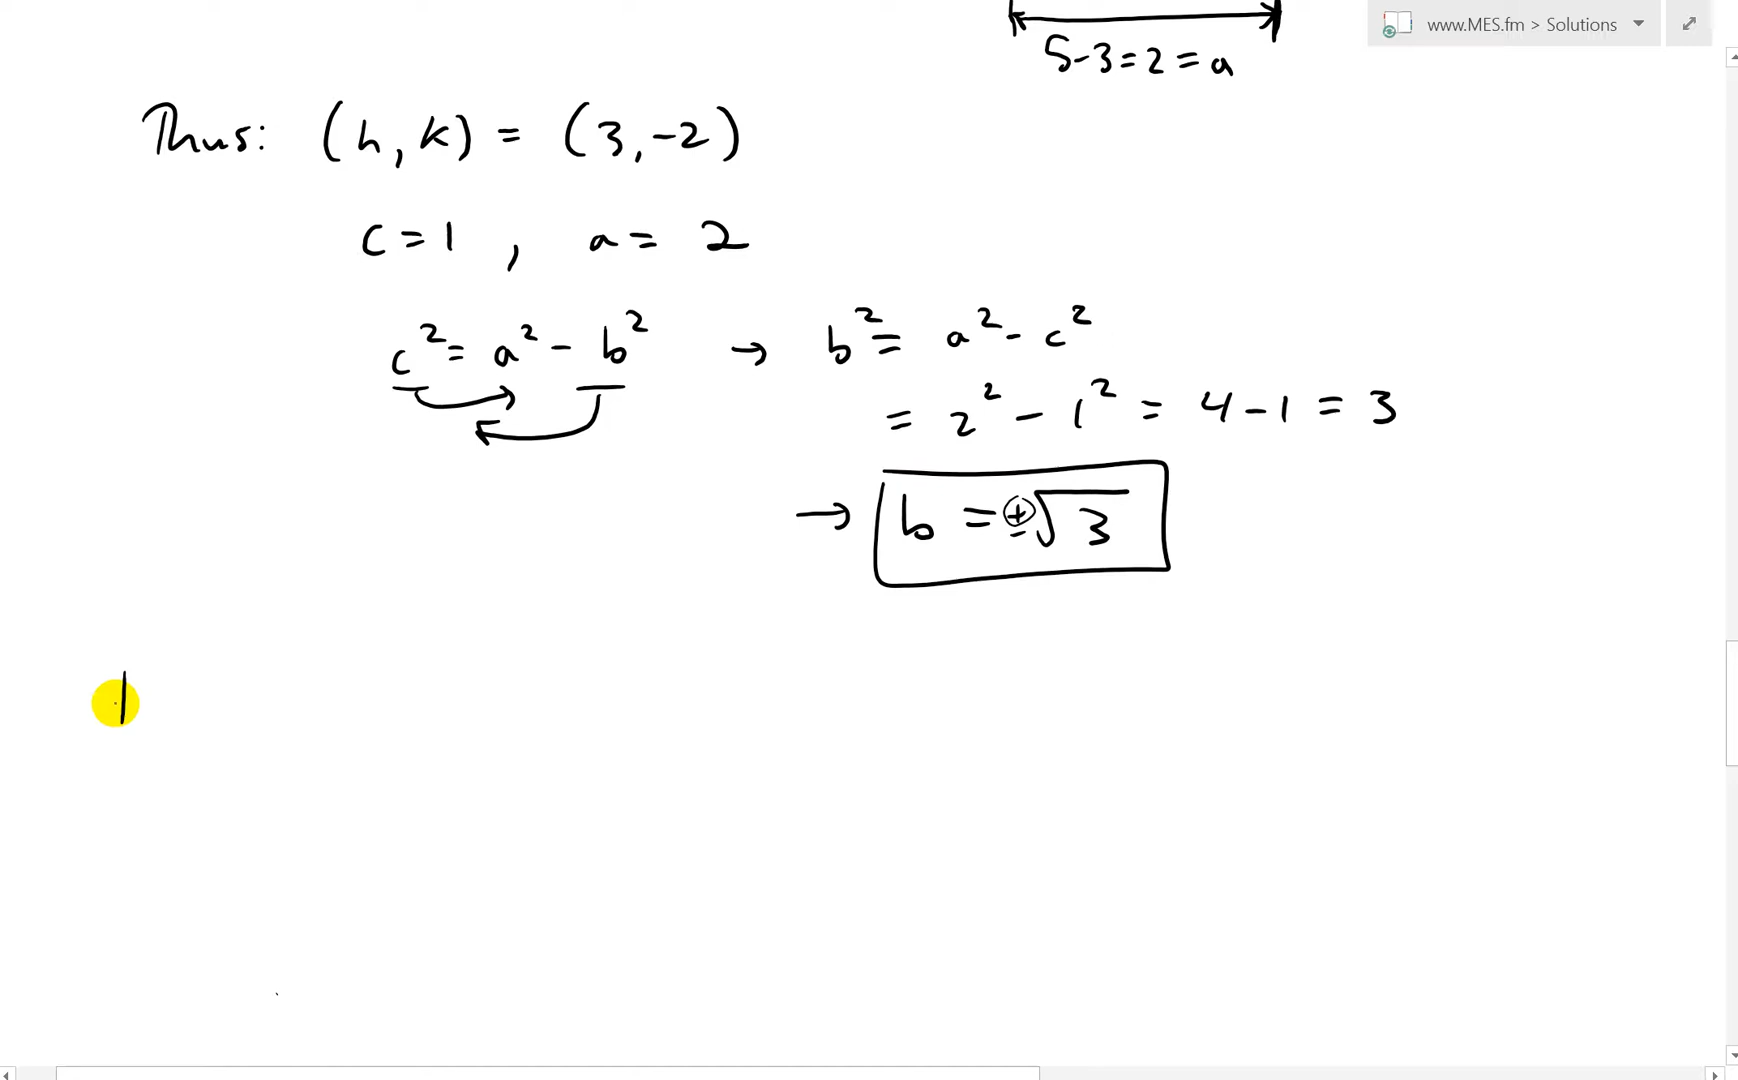 www.MES.fm > Solutions
5-3=2=a
Thus: (h,k) = (3,-2)
c=1 , a= 2
c²= a² - b² → b²= a² - c²
= 2² - 1² = 4-1 = 3
→ b = ±√3